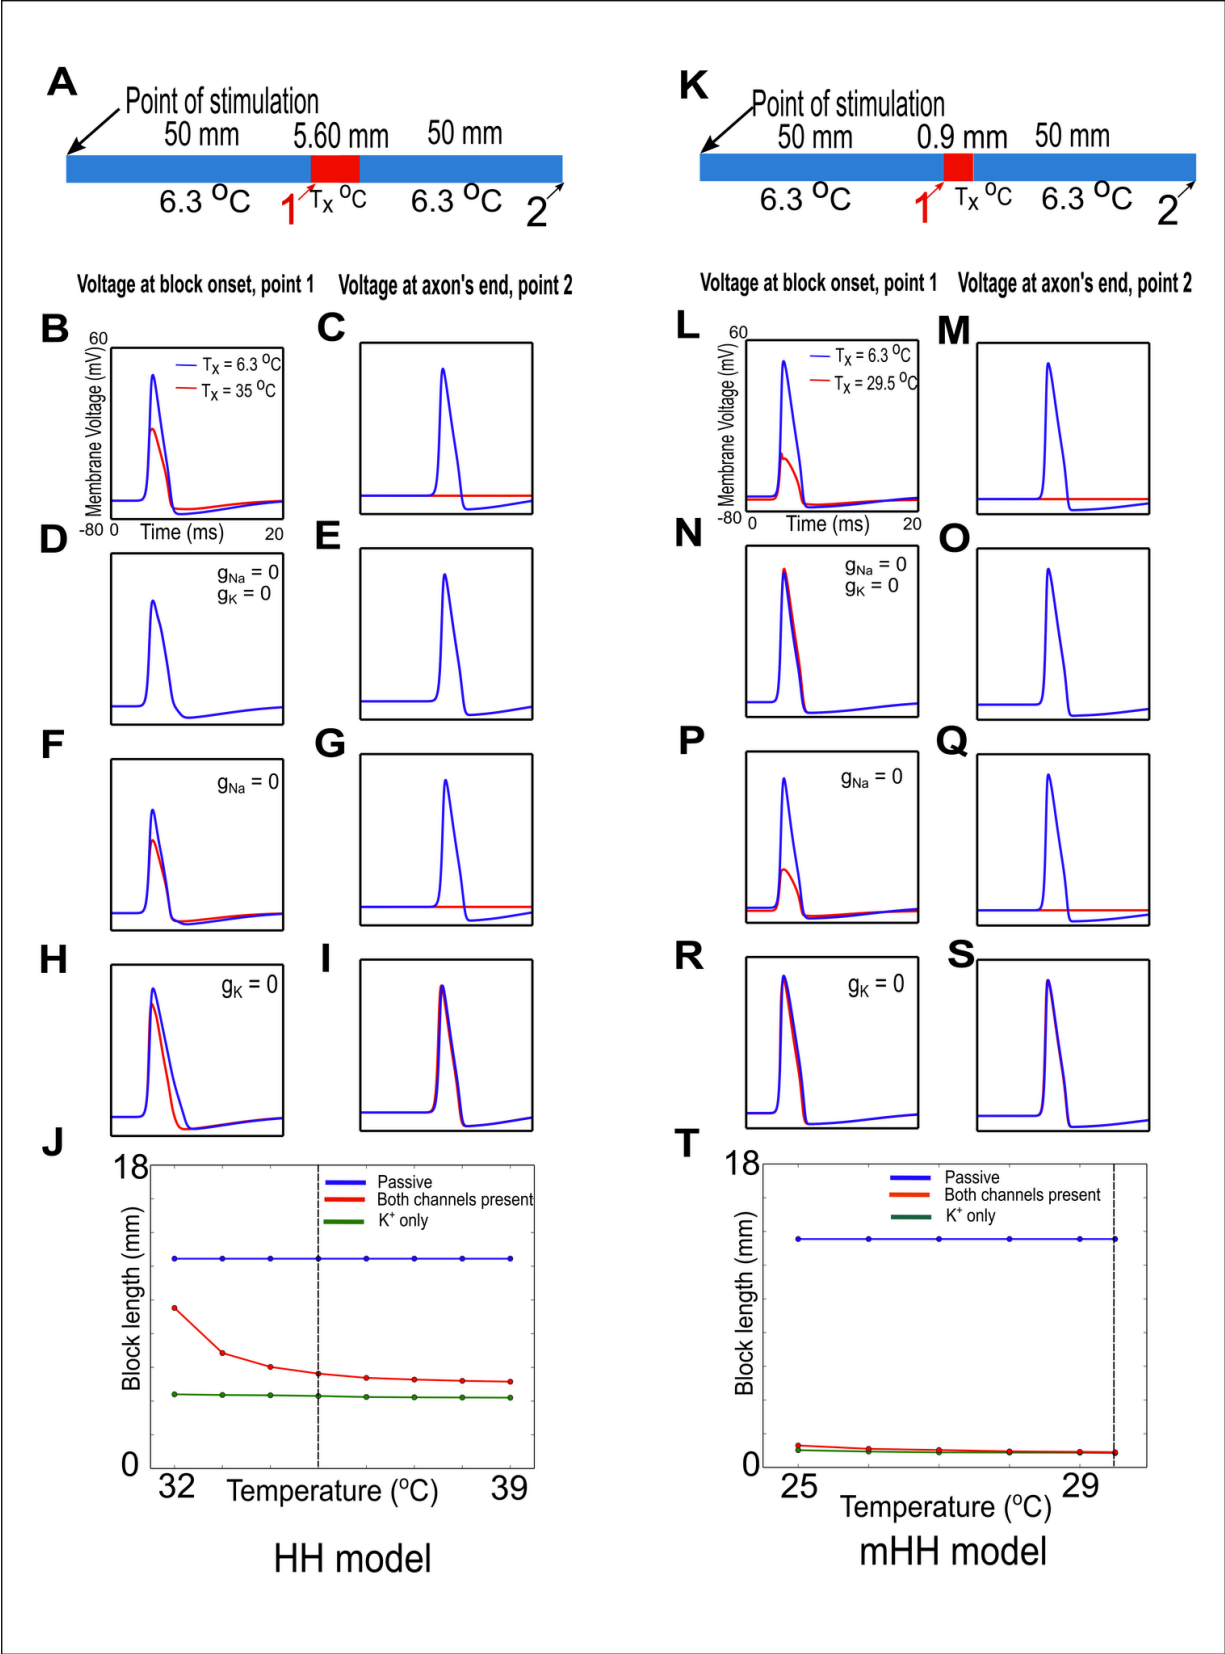 A
Point of stimulation
50 mm 5.60 mm 50 mm
6.3 °C 1 Tx °C 6.3 °C 2
Voltage at block onset, point 1 Voltage at axon's end, point 2
B
60
Membrane Voltage (mV)
Tx = 6.3 °C
Tx = 35 °C
-80 0 Time (ms) 20
C
D
gNa = 0
gK = 0
E
F
gNa = 0
G
H
gK = 0
I
J
18
Block length (mm)
0
Passive
Both channels present
K+ only
32 Temperature (°C) 39
HH model
K
Point of stimulation
50 mm 0.9 mm 50 mm
6.3 °C 1 Tx °C 6.3 °C 2
Voltage at block onset, point 1 Voltage at axon's end, point 2
L
60
Membrane Voltage (mV)
Tx = 6.3 °C
Tx = 29.5 °C
-80 0 Time (ms) 20
M
N
gNa = 0
gK = 0
O
P
gNa = 0
Q
R
gK = 0
S
T
18
Block length (mm)
0
Passive
Both channels present
K+ only
25 29
Temperature (°C)
mHH model